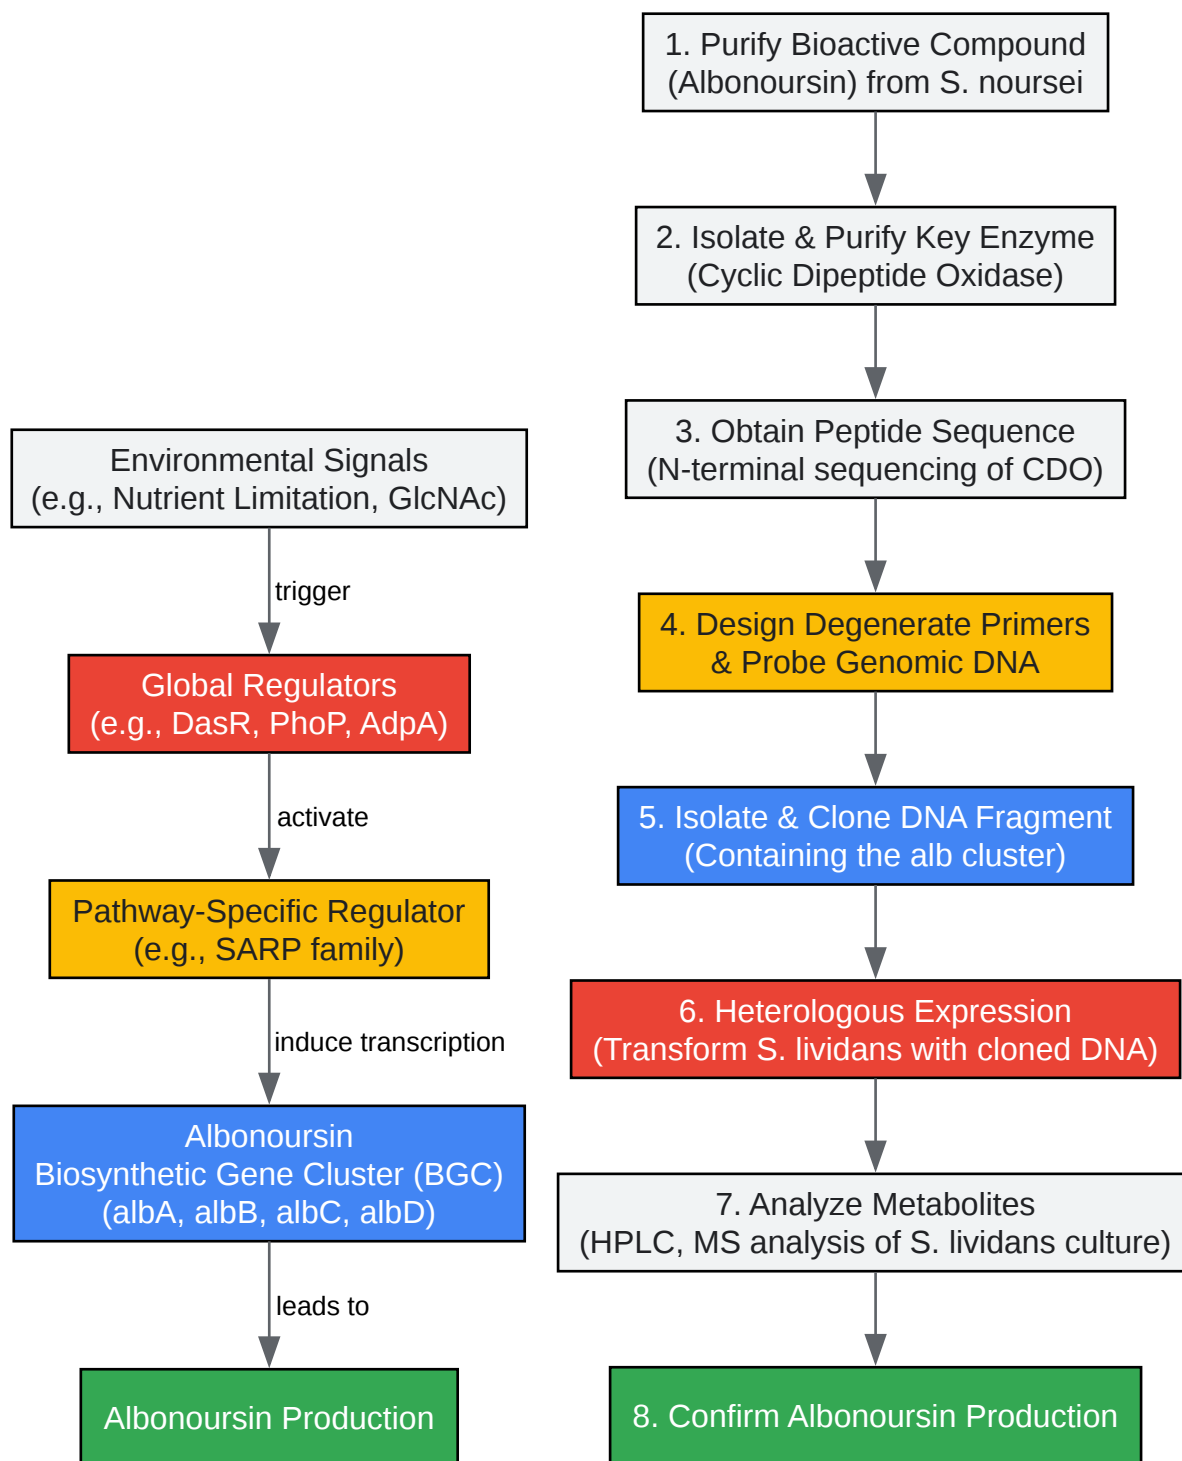 Environmental Signals
(e.g., Nutrient Limitation, GlcNAc)
trigger
Global Regulators
(e.g., DasR, PhoP, AdpA)
activate
Pathway-Specific Regulator
(e.g., SARP family)
induce transcription
Albonoursin
Biosynthetic Gene Cluster (BGC)
(albA, albB, albC, albD)
leads to
Albonoursin Production
1. Purify Bioactive Compound
(Albonoursin) from S. noursei
2. Isolate & Purify Key Enzyme
(Cyclic Dipeptide Oxidase)
3. Obtain Peptide Sequence
(N-terminal sequencing of CDO)
4. Design Degenerate Primers
& Probe Genomic DNA
5. Isolate & Clone DNA Fragment
(Containing the alb cluster)
6. Heterologous Expression
(Transform S. lividans with cloned DNA)
7. Analyze Metabolites
(HPLC, MS analysis of S. lividans culture)
8. Confirm Albonoursin Production